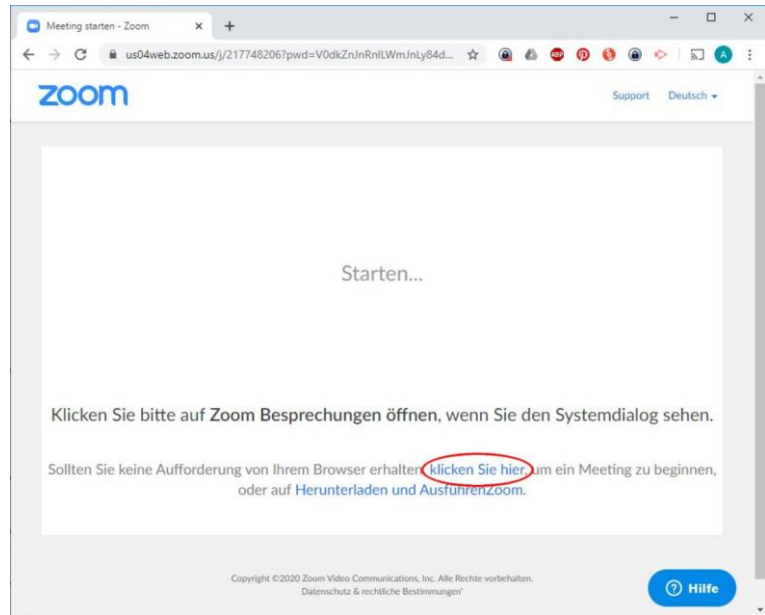 Meeting starten - Zoom
us04web.zoom.us/j/217748206?pwd=V0dkZnJnRnlLWmJnLy84d...
ABP
A
zoom
Support Deutsch
Starten...
Klicken Sie bitte auf Zoom Besprechungen öffnen, wenn Sie den Systemdialog sehen.
Sollten Sie keine Aufforderung von Ihrem Browser erhalten, klicken Sie hier, um ein Meeting zu beginnen,
oder auf Herunterladen und AusführenZoom.
Copyright ©2020 Zoom Video Communications, Inc. Alle Rechte vorbehalten.
Datenschutz & rechtliche Bestimmungen'
Hilfe